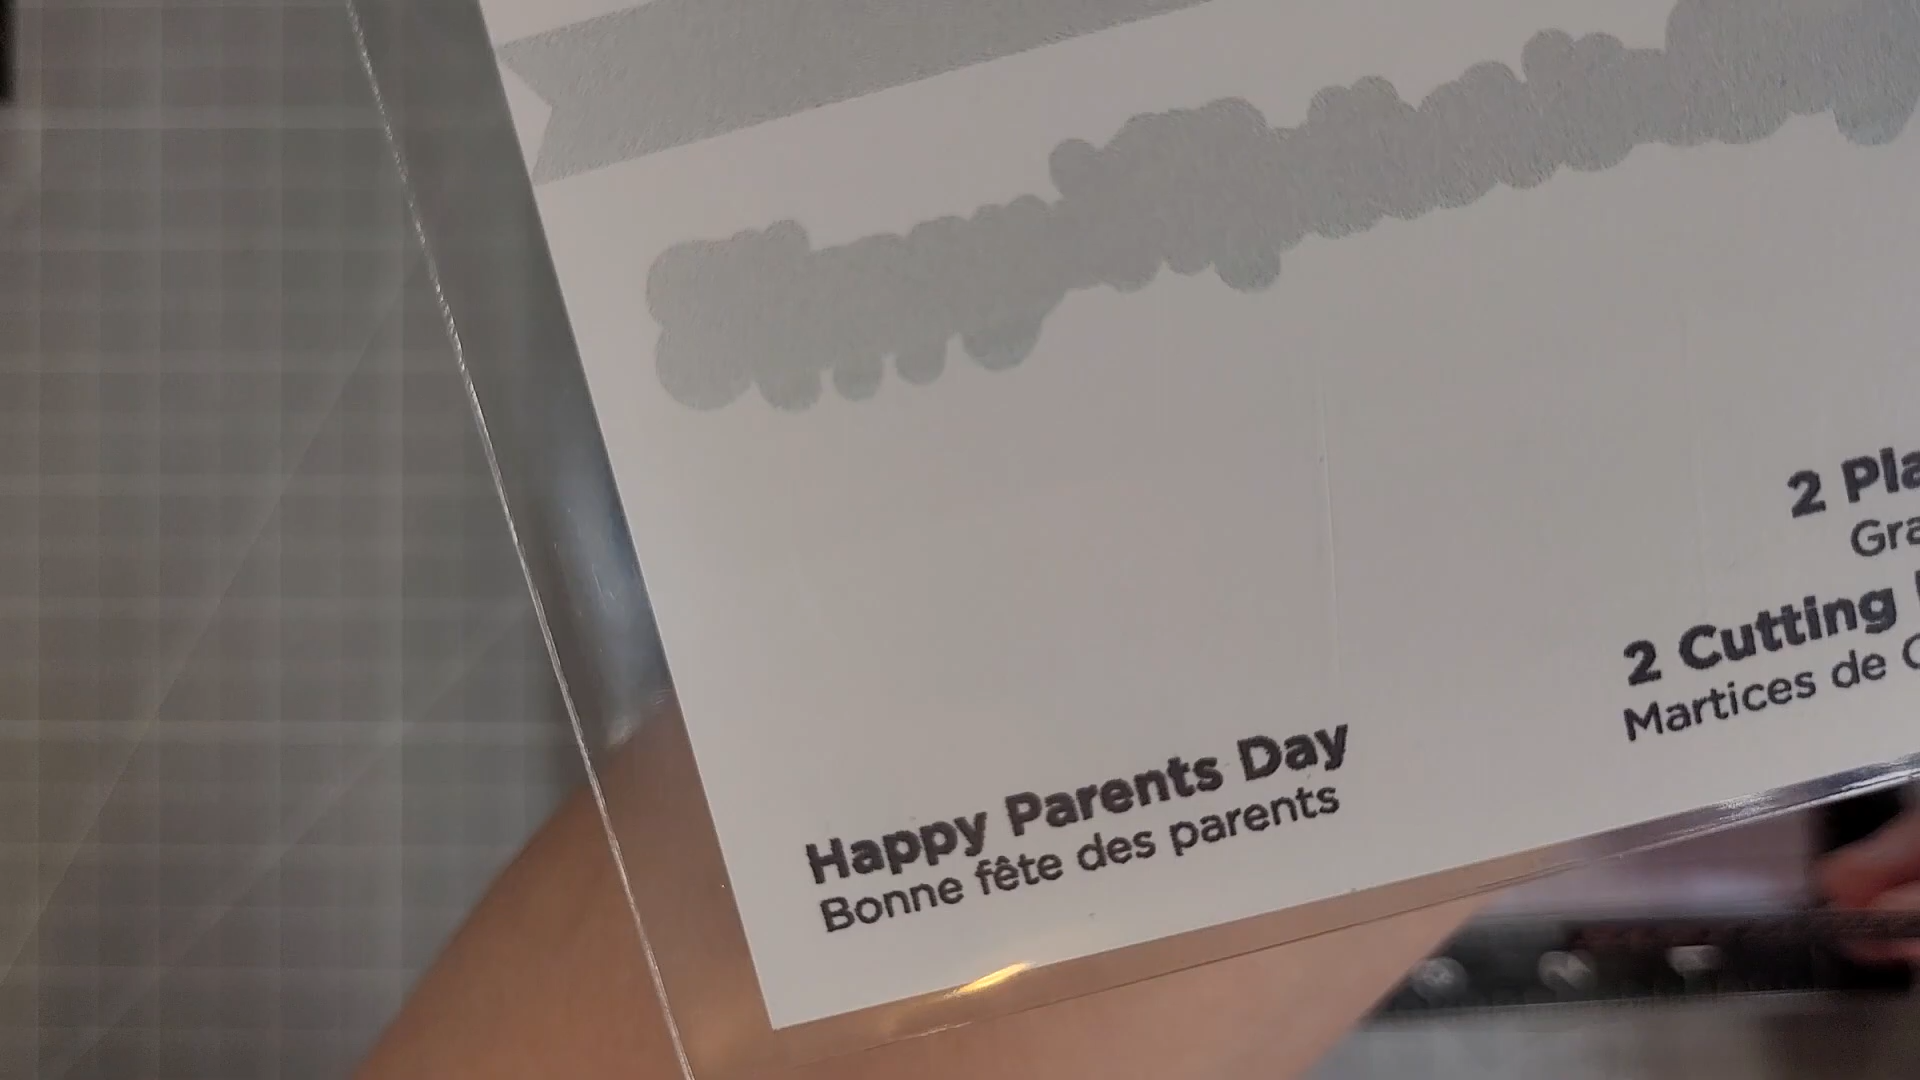 2 Pla
Gra
2 Cutting
Martices de C
Happy Parents Day
Bonne fête des parents